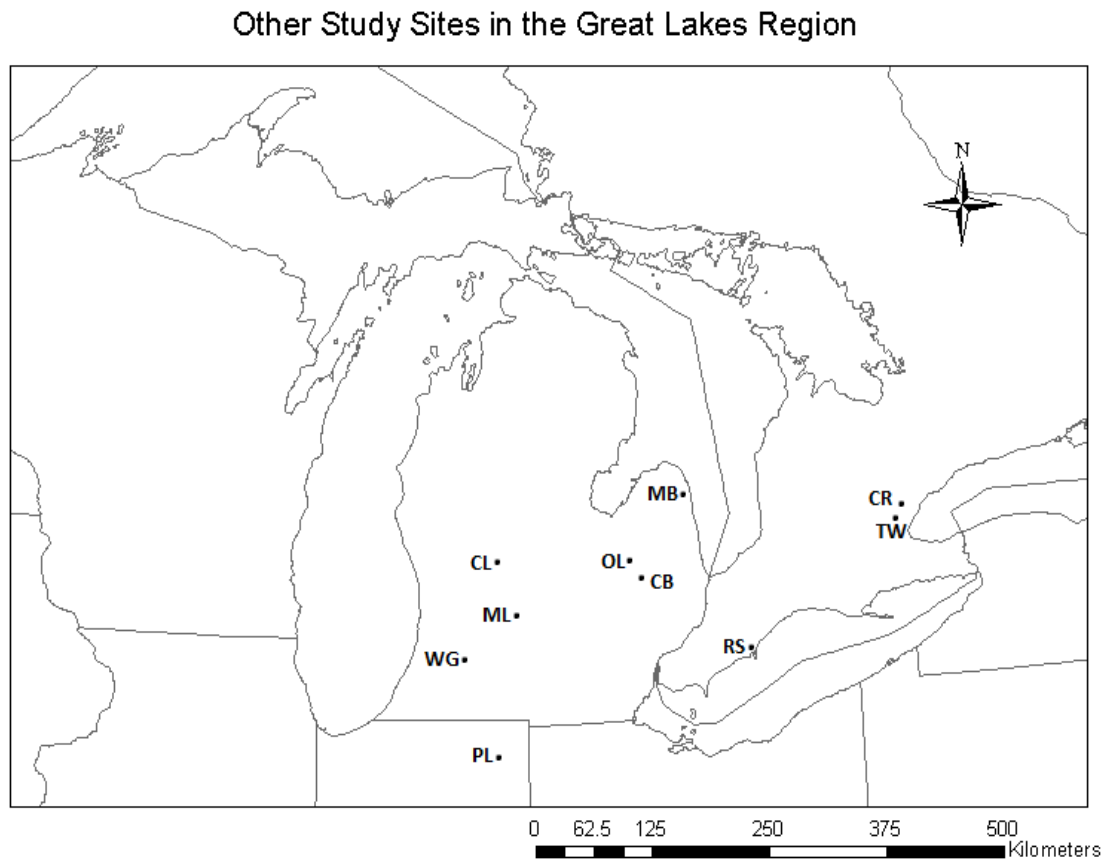 Other Study Sites in the Great Lakes Region
N
MB
CR
TW
CL
OL
CB
ML
RS
WG
PL
0 62.5 125 250 375 500
Kilometers